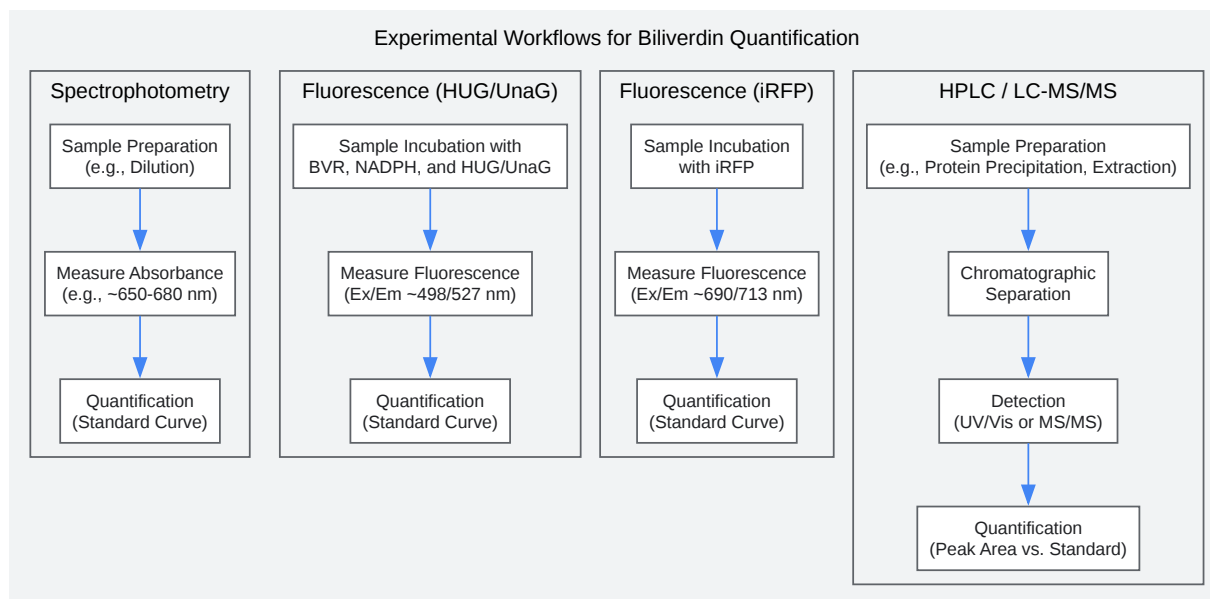 Experimental Workflows for Biliverdin Quantification
Spectrophotometry
Sample Preparation
(e.g., Dilution)
Measure Absorbance
(e.g., ~650-680 nm)
Quantification
(Standard Curve)
Fluorescence (HUG/UnaG)
Sample Incubation with
BVR, NADPH, and HUG/UnaG
Measure Fluorescence
(Ex/Em ~498/527 nm)
Quantification
(Standard Curve)
Fluorescence (iRFP)
Sample Incubation
with iRFP
Measure Fluorescence
(Ex/Em ~690/713 nm)
Quantification
(Standard Curve)
HPLC / LC-MS/MS
Sample Preparation
(e.g., Protein Precipitation, Extraction)
Chromatographic
Separation
Detection
(UV/Vis or MS/MS)
Quantification
(Peak Area vs. Standard)